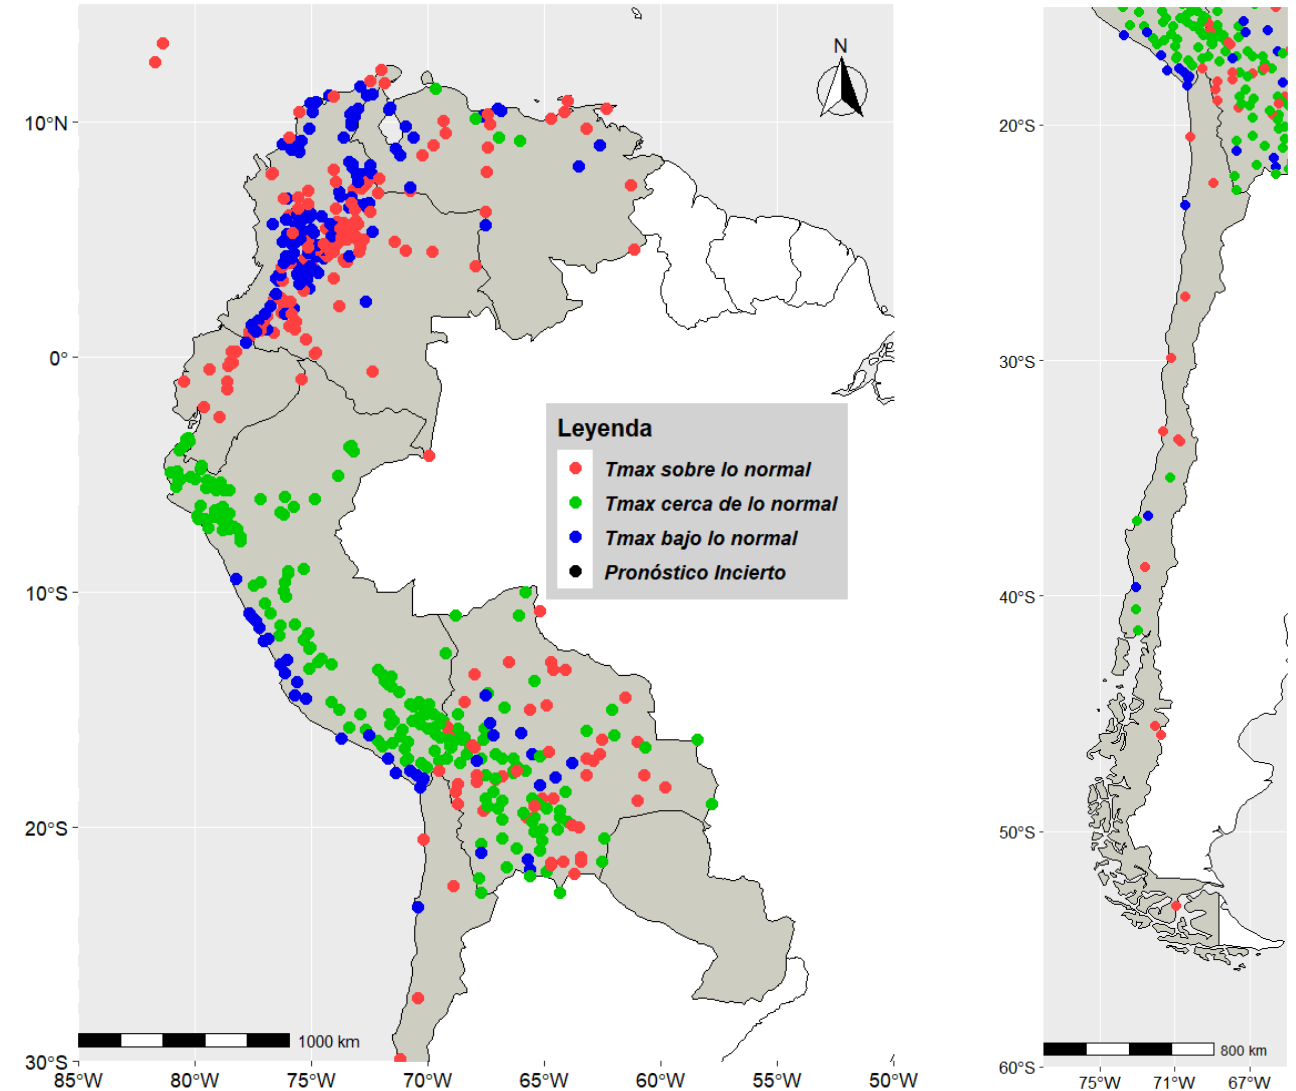 N
10°N
0°
10°S
20°S
30°S
85°W 80°W 75°W 70°W 65°W 60°W 55°W 50°W
1000 km
Leyenda
Tmax sobre lo normal
Tmax cerca de lo normal
Tmax bajo lo normal
Pronóstico Incierto
20°S
30°S
40°S
50°S
60°S
75°W 71°W 67°W
800 km